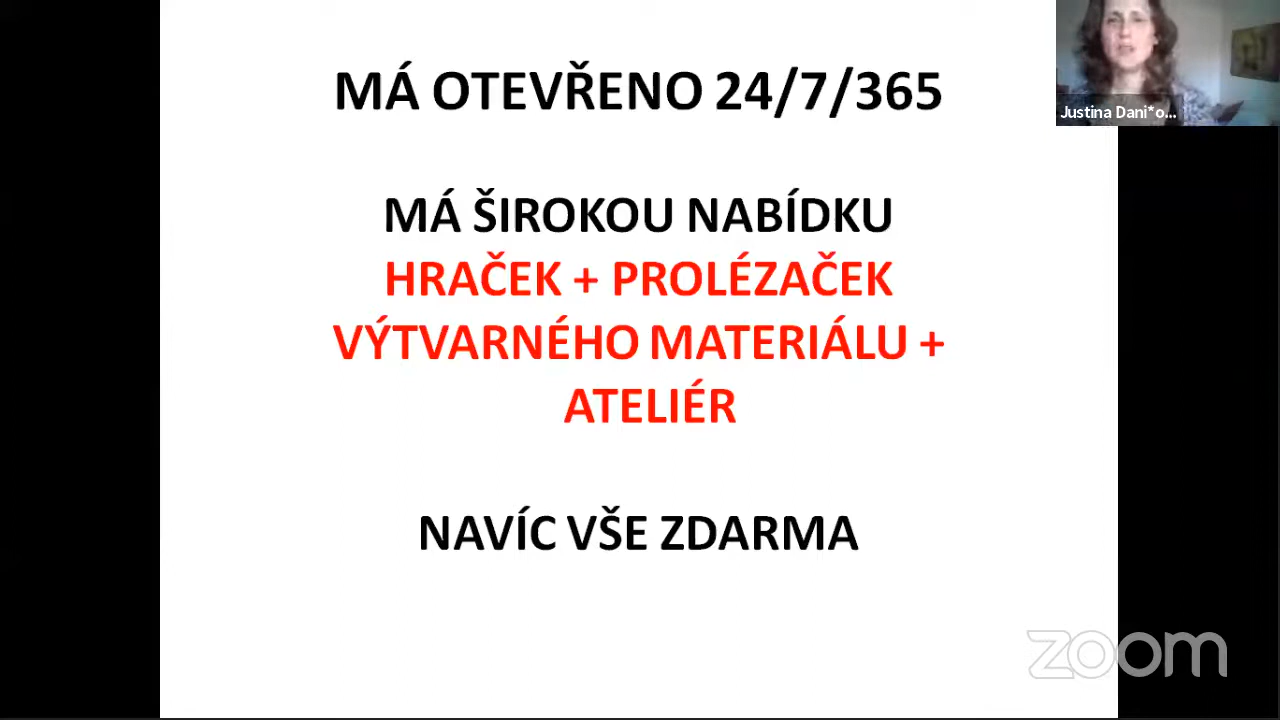 MÁ OTEVŘENO 24/7/365
MÁ ŠIROKOU NABÍDKU
HRAČEK + PROLÉZAČEK
VÝTVARNÉHO MATERIÁLU +
ATELIÉR
NAVÍC VŠE ZDARMA
Justina Dani*o...
zoom